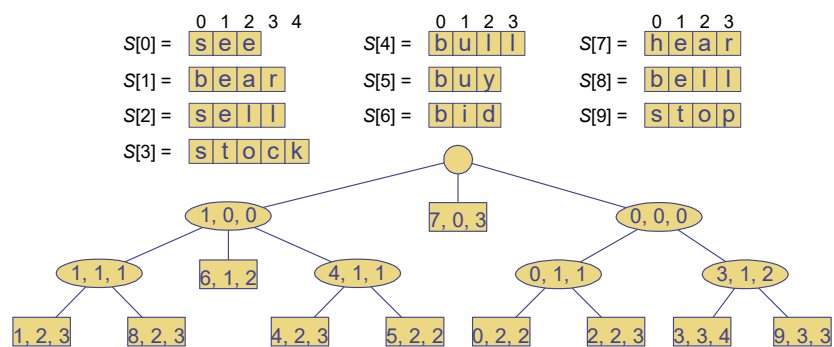 0 1 2 3 4
0 1 2 3
0 1 2 3
S[0] = s e e
S[4] = b u l l
S[7] = h e a r
S[1] = b e a r
S[5] = b u y
S[8] = b e l l
S[2] = s e l l
S[6] = b i d
S[9] = s t o p
S[3] = s t o c k
1, 0, 0
7, 0, 3
0, 0, 0
1, 1, 1
6, 1, 2
4, 1, 1
0, 1, 1
3, 1, 2
1, 2, 3
8, 2, 3
4, 2, 3
5, 2, 2
0, 2, 2
2, 2, 3
3, 3, 4
9, 3, 3